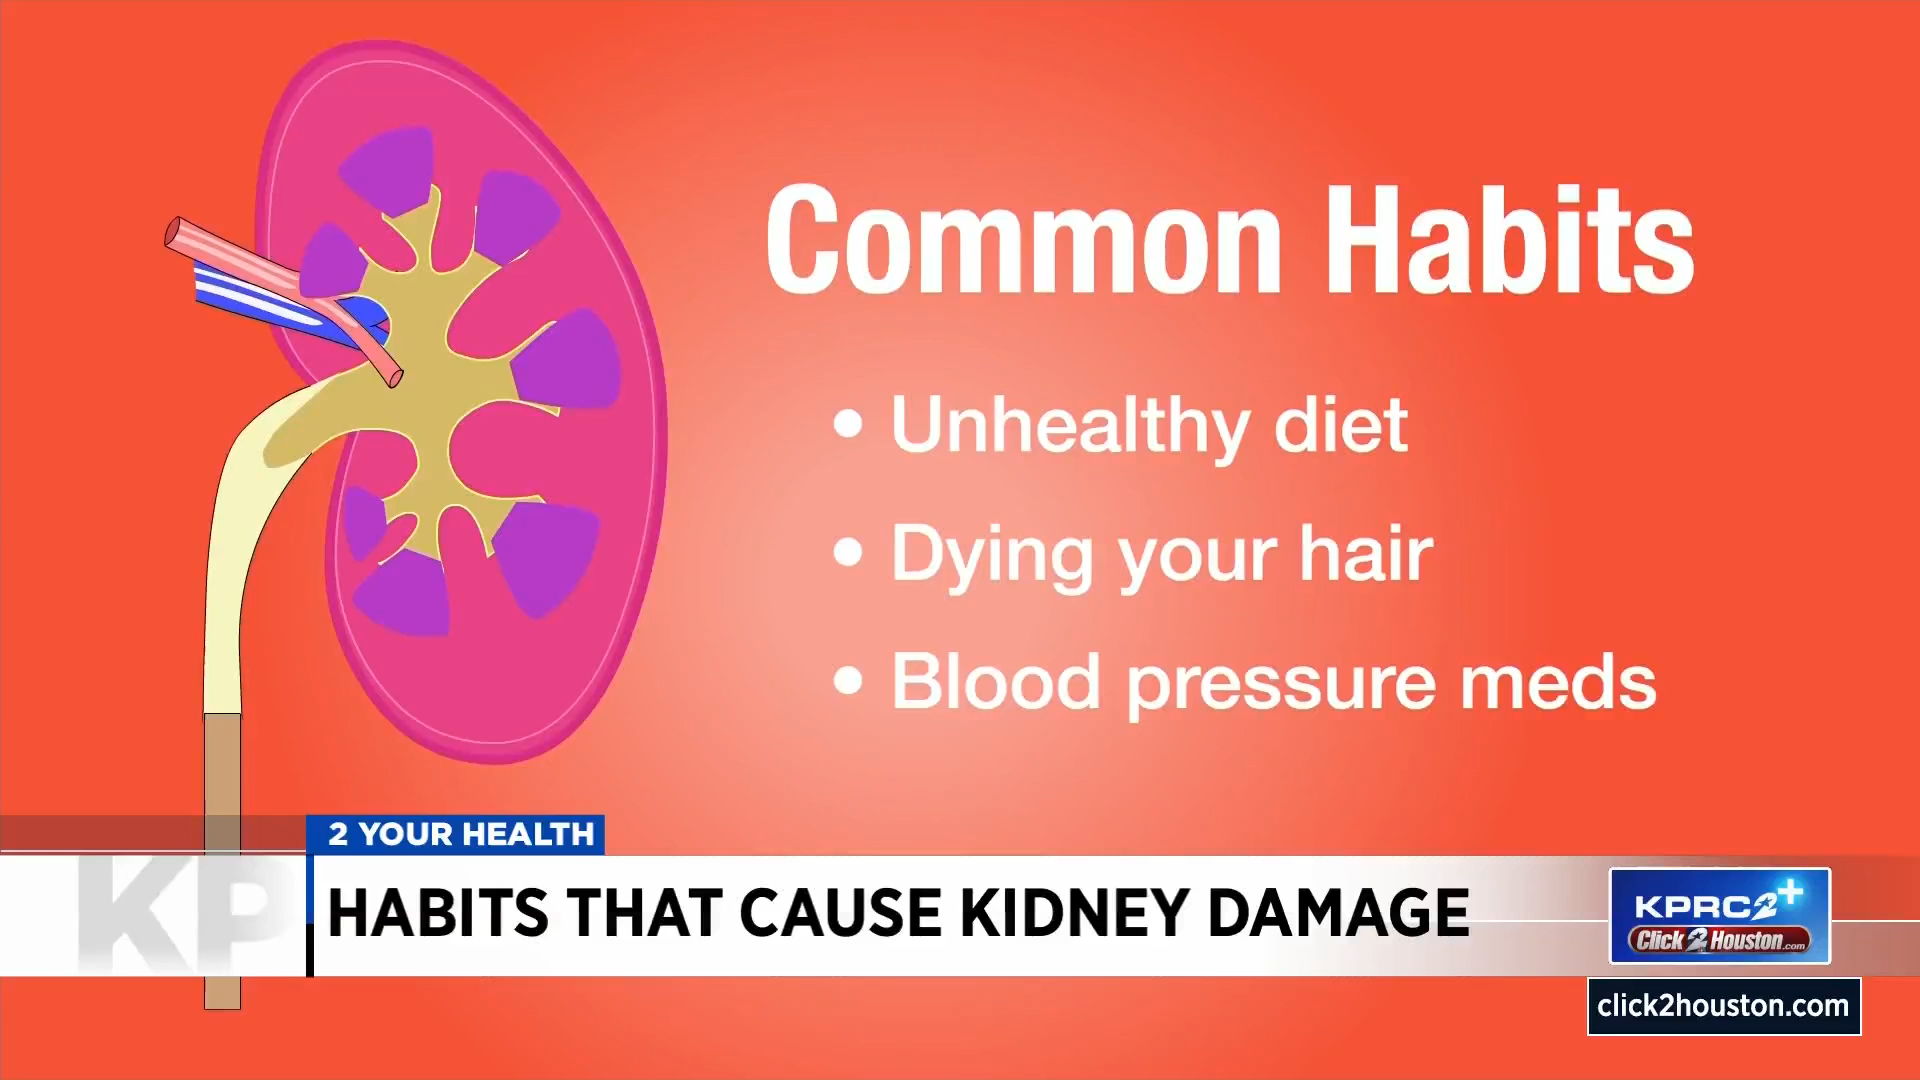 Common Habits
• Unhealthy diet
• Dying your hair
• Blood pressure meds
2 YOUR HEALTH
KP
HABITS THAT CAUSE KIDNEY DAMAGE
KPRC2+
Click2Houston.com
click2houston.com